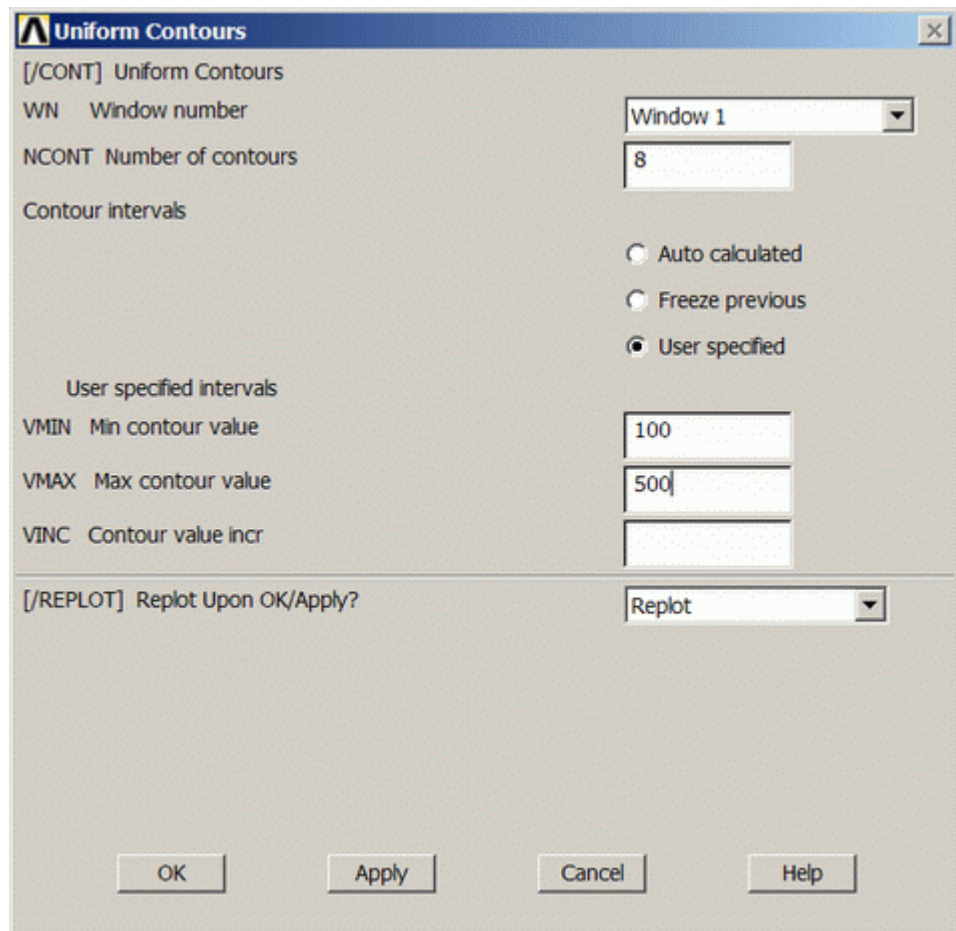 Uniform Contours
[/CONT] Uniform Contours
WN Window number Window 1
NCONT Number of contours 8
Contour intervals
Auto calculated
Freeze previous
User specified
User specified intervals
VMIN Min contour value 100
VMAX Max contour value 500
VINC Contour value incr
[/REPLOT] Replot Upon OK/Apply? Replot
OK Apply Cancel Help